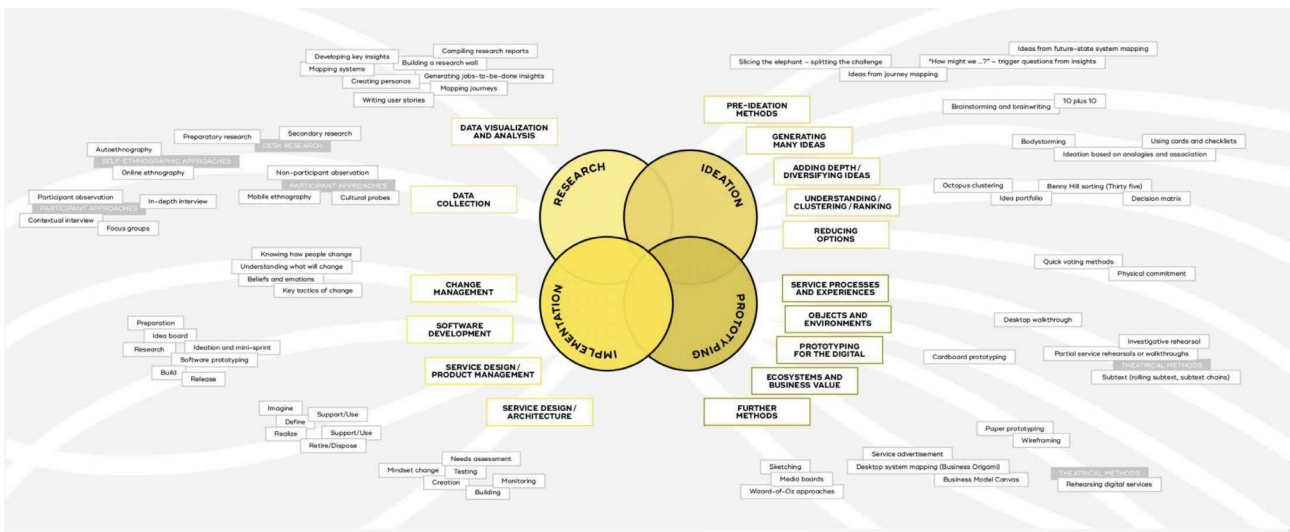 Developing key insights
Compiling research reports
Mapping systems
Building a research wall
Creating personas
Generating jobs-to-be-done insights
Mapping journeys
Writing user stories
DATA VISUALIZATION
AND ANALYSIS
Preparatory research
Secondary research
DESK RESEARCH
Autoethnography
SELF-ETHNOGRAPHIC APPROACHES
Online ethnography
Non-participant observation
PARTICIPANT APPROACHES
Mobile ethnography
Cultural probes
Participant observation
In-depth interview
PARTICIPANT APPROACHES
Contextual interview
Focus groups
DATA
COLLECTION
RESEARCH
IDEATION
IMPLEMENTATION
PROTOTYPING
Slicing the elephant – splitting the challenge
Ideas from future-state system mapping
"How might we ...?" – trigger questions from insights
Ideas from journey mapping
PRE-IDEATION
METHODS
Brainstorming and brainwriting
10 plus 10
GENERATING
MANY IDEAS
Bodystorming
Using cards and checklists
Ideation based on analogies and association
ADDING DEPTH /
DIVERSIFYING IDEAS
Octopus clustering
Benny Hill sorting (Thirty five)
Idea portfolio
Decision matrix
UNDERSTANDING /
CLUSTERING / RANKING
REDUCING
OPTIONS
Quick voting methods
Physical commitment
Knowing how people change
Understanding what will change
Beliefs and emotions
Key tactics of change
CHANGE
MANAGEMENT
Preparation
Idea board
Research
Ideation and mini-sprint
Software prototyping
Build
Release
SOFTWARE
DEVELOPMENT
SERVICE DESIGN /
PRODUCT MANAGEMENT
Imagine
Define
Support/Use
Realize
Support/Use
Retire/Dispose
SERVICE DESIGN /
ARCHITECTURE
Needs assessment
Mindset change
Testing
Creation
Monitoring
Building
SERVICE PROCESSES
AND EXPERIENCES
OBJECTS AND
ENVIRONMENTS
PROTOTYPING
FOR THE DIGITAL
ECOSYSTEMS AND
BUSINESS VALUE
FURTHER
METHODS
Desktop walkthrough
Investigative rehearsal
Cardboard prototyping
Partial service rehearsals or walkthroughs
THEATRICAL METHODS
Subtext (rolling subtext, subtext chains)
Paper prototyping
Wireframing
Service advertisement
Desktop system mapping (Business Origami)
Business Model Canvas
THEATRICAL METHODS
Rehearsing digital services
Sketching
Media boards
Wizard-of-Oz approaches